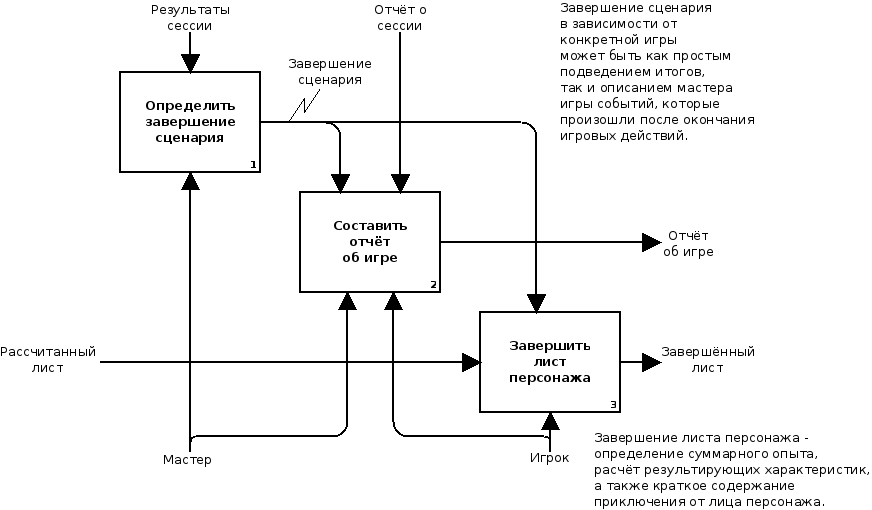 Результаты
сессии
Отчёт о
сессии
Завершение сценария
в зависимости от
конкретной игры
может быть как простым
подведением итогов,
так и описанием мастера
игры событий, которые
произошли после окончания
игровых действий.
Завершение
сценария
Определить
завершение
сценария
1
Составить
отчёт
об игре
2
Отчёт
об игре
Рассчитанный
лист
Завершить
лист
персонажа
3
Завершённый
лист
Мастер
Игрок
Завершение листа персонажа -
определение суммарного опыта,
расчёт результирующих характеристик,
а также краткое содержание
приключения от лица персонажа.